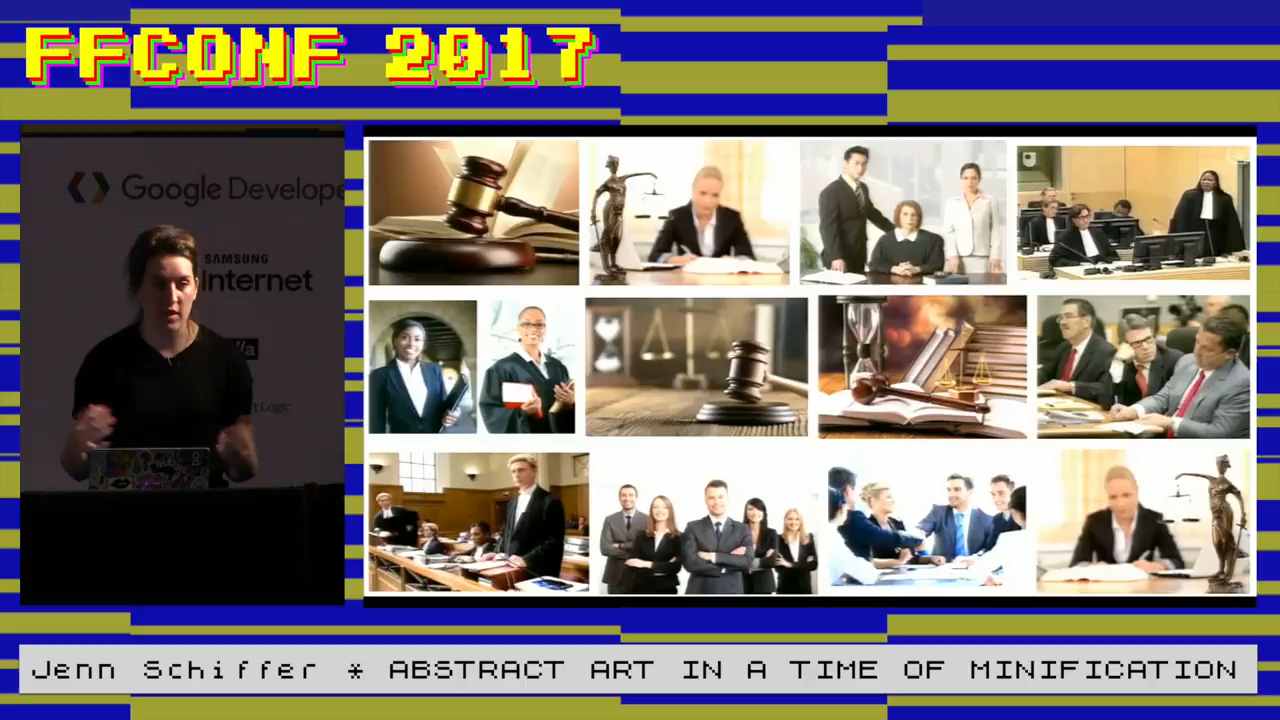 FFCONF 2017
Google Develope
SAMSUNG
Internet
Jenn Schiffer * ABSTRACT ART IN A TIME OF MINIFICATION